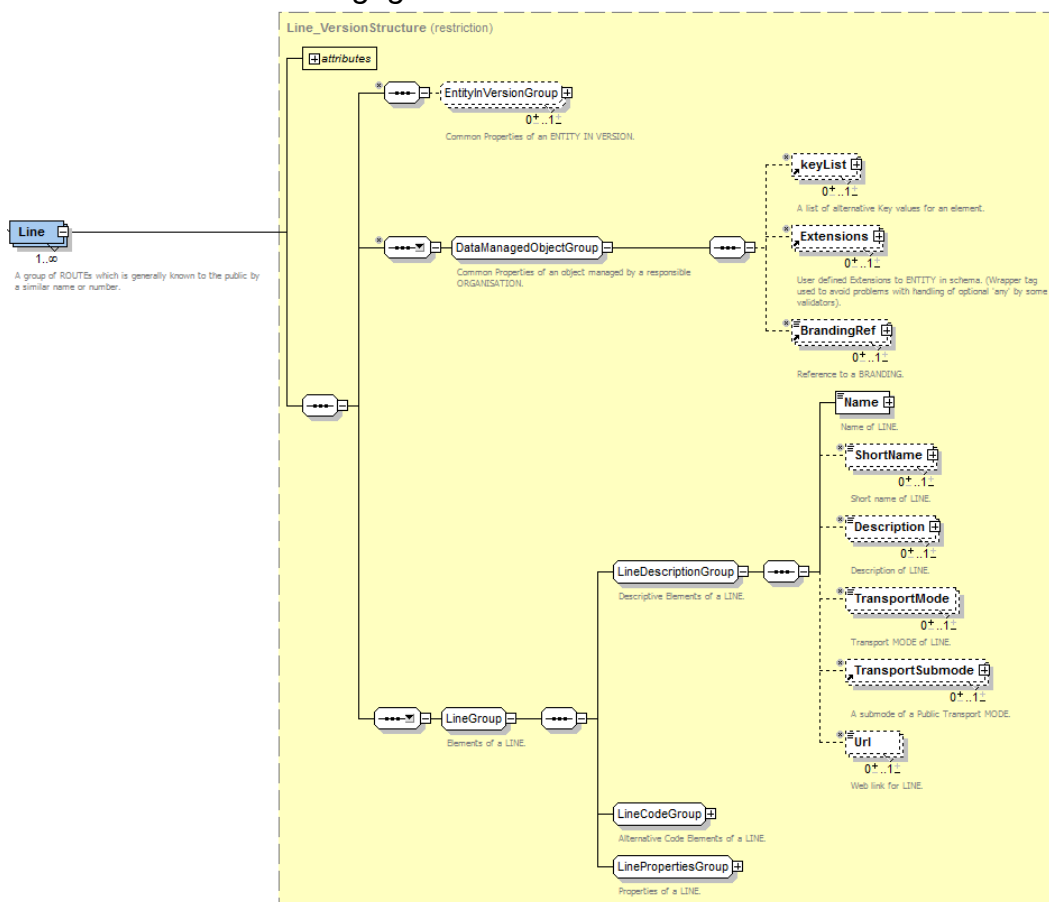 Line_VersionStructure (restriction)
attributes
EntityInVersionGroup
0..1
Common Properties of an ENTITY IN VERSION.
keyList
0..1
A list of alternative Key values for an element.
Line
1..∞
A group of ROUTEs which is generally known to the public by
a similar name or number.
DataManagedObjectGroup
Common Properties of an object managed by a responsible
ORGANISATION.
Extensions
0..1
User defined Extensions to ENTITY in schema. (Wrapper tag
used to avoid problems with handling of optional 'any' by some
validators).
BrandingRef
0..1
Reference to a BRANDING.
Name
Name of LINE.
ShortName
0..1
Short name of LINE.
Description
0..1
Description of LINE.
LineDescriptionGroup
Descriptive Elements of a LINE.
TransportMode
0..1
Transport MODE of LINE.
TransportSubmode
0..1
A submode of a Public Transport MODE.
LineGroup
Elements of a LINE.
Url
0..1
Web link for LINE.
LineCodeGroup
Alternative Code Elements of a LINE.
LinePropertiesGroup
Properties of a LINE.